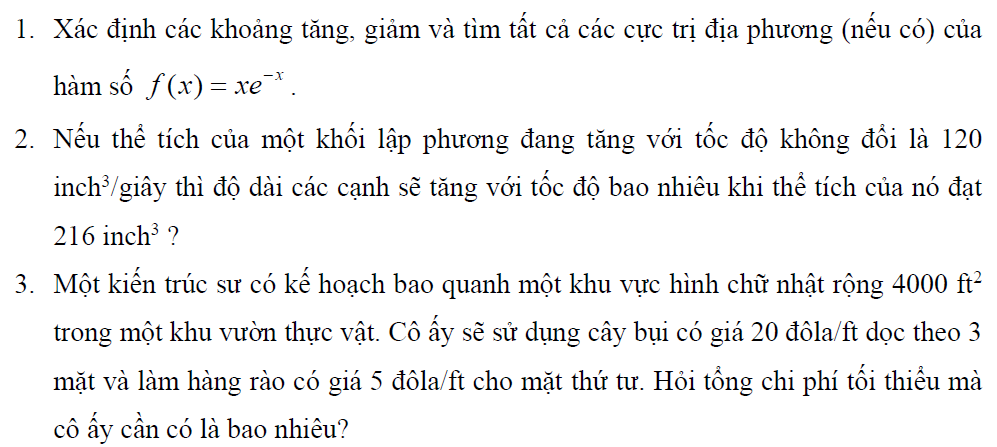 1. Xác định các khoảng tăng, giảm và tìm tất cả các cực trị địa phương (nếu có) của
hàm số f(x) = xe⁻ˣ .
2. Nếu thể tích của một khối lập phương đang tăng với tốc độ không đổi là 120
inch³/giây thì độ dài các cạnh sẽ tăng với tốc độ bao nhiêu khi thể tích của nó đạt
216 inch³ ?
3. Một kiến trúc sư có kế hoạch bao quanh một khu vực hình chữ nhật rộng 4000 ft²
trong một khu vườn thực vật. Cô ấy sẽ sử dụng cây bụi có giá 20 đôla/ft dọc theo 3
mặt và làm hàng rào có giá 5 đôla/ft cho mặt thứ tư. Hỏi tổng chi phí tối thiểu mà
cô ấy cần có là bao nhiêu?